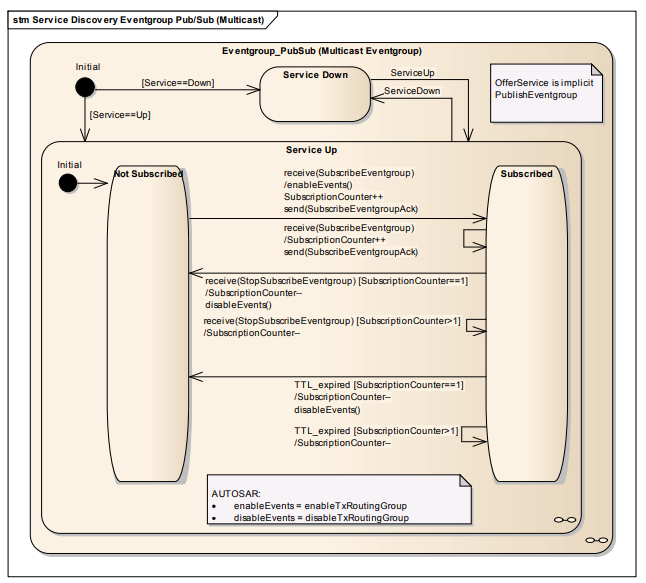 stm Service Discovery Eventgroup Pub/Sub (Multicast)
Eventgroup_PubSub (Multicast Eventgroup)
Initial
Service Down
[Service==Down]
ServiceUp
ServiceDown
OfferService is implicit
PublishEventgroup
[Service==Up]
Service Up
Initial
Not Subscribed
Subscribed
receive(SubscribeEventgroup)
/enableEvents()
SubscriptionCounter++
send(SubscribeEventgroupAck)
receive(SubscribeEventgroup)
/SubscriptionCounter++
send(SubscribeEventgroupAck)
receive(StopSubscribeEventgroup) [SubscriptionCounter==1]
/SubscriptionCounter--
disableEvents()
receive(StopSubscribeEventgroup) [SubscriptionCounter>1]
/SubscriptionCounter--
TTL_expired [SubscriptionCounter==1]
/SubscriptionCounter--
disableEvents()
TTL_expired [SubscriptionCounter>1]
/SubscriptionCounter--
AUTOSAR:
• enableEvents = enableTxRoutingGroup
• disableEvents = disableTxRoutingGroup